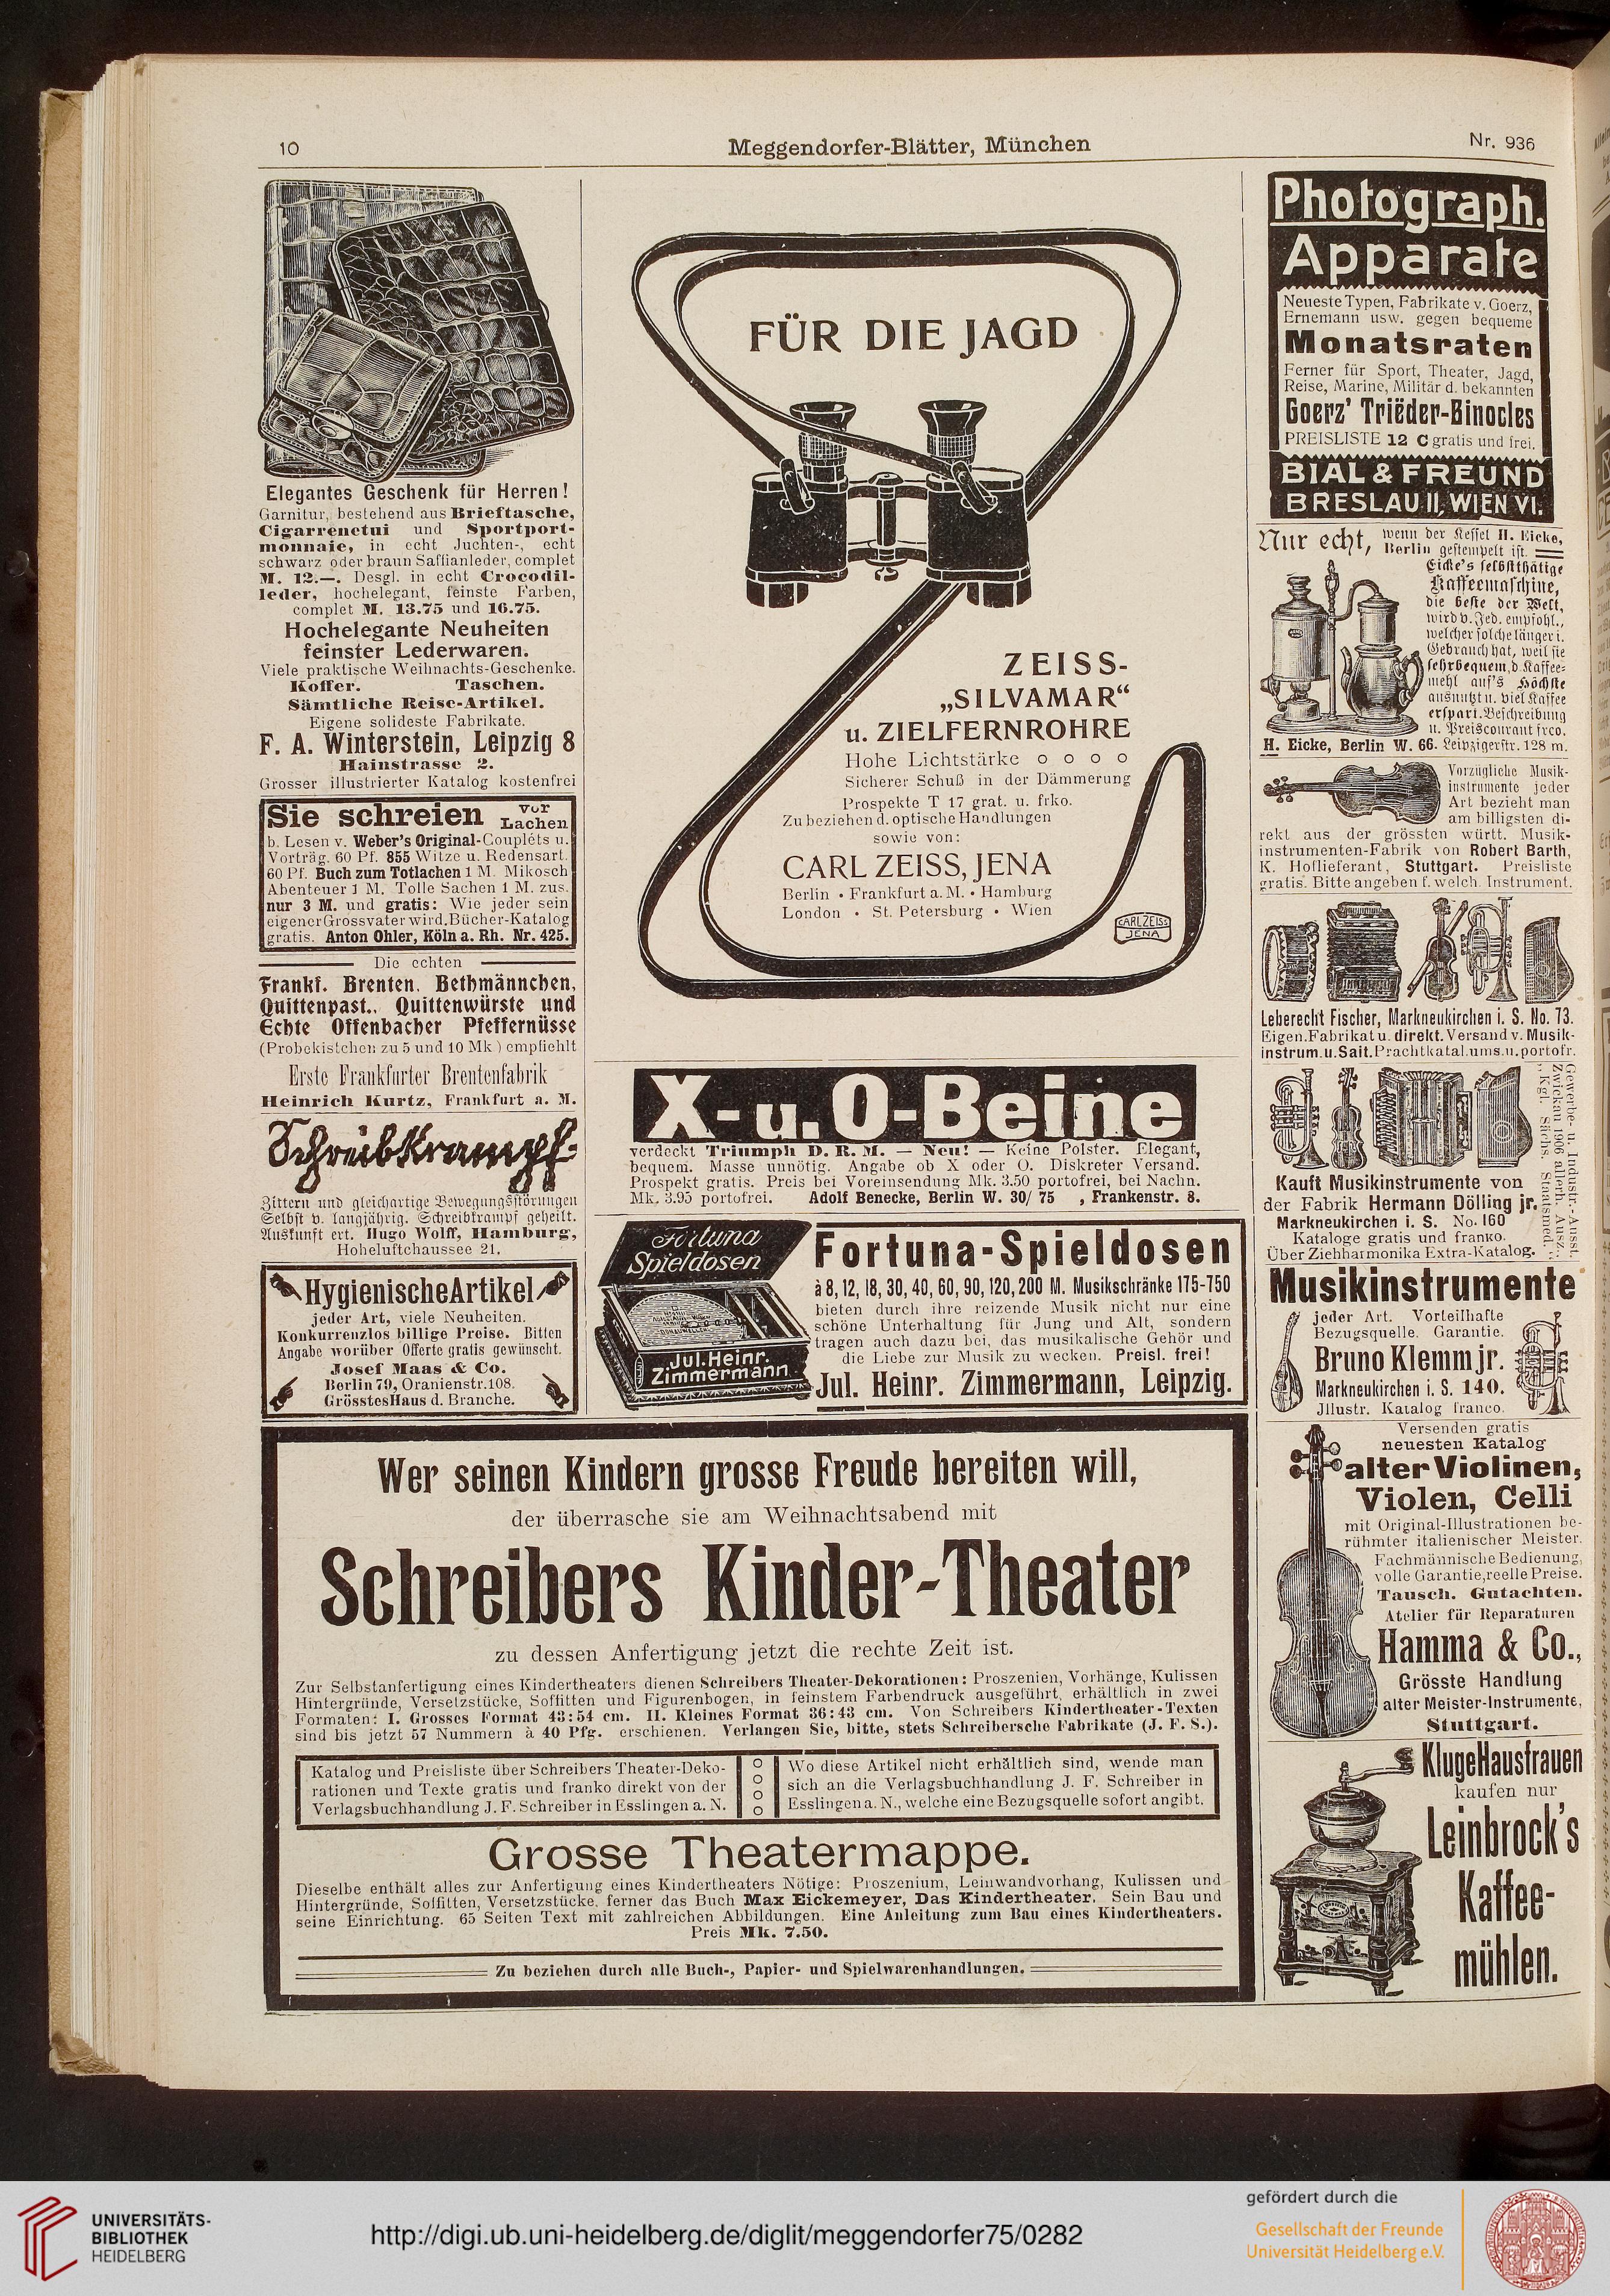 10
Meggendorfer-Blätter, München
Nr. 936
Elegantes Geschenk für Herren!
Garnitur, bestehend aus Brieftasche,
Cigarrenetui und Sportport-
monnaie, in echt Juchten-, echt
schwarz oder braun Saffianleder, complet
M. 12.—. Desgl. in echt Crocodil-
leder, hochelegant, feinste Farben,
complet M. 13.75 und 16.75.
Hochelegante Neuheiten
feinster Lederwaren.
Viele praktische Weihnachts-Geschenke.
Koffer. Taschen.
Sämtliche Reise-Artikel.
Eigene solideste Fabrikate.
F. A. Winterstein, Leipzig 8
Hainstrasse 2.
Grosser illustrierter Katalog kostenfrei
Sie schreien vor Lachen
b. Lesen v. Weber's Original-Couplets u.
Vorträg. 60 Pf. 855 Witze u. Redensart.
60 Pf. Buch zum Totlachen 1 M. Mikosch
Abenteuer 1 M. Tolle Sachen 1 M. zus.
nur 3 M. und gratis: Wie jeder sein
eigener Grossvater wird, Bücher-Katalog
gratis. Anton Ohler, Köln a. Rh. Nr. 425.
Die echten
Frankf. Brenten, Bethmännchen,
Quittenpast., Quittenwürste und
Echte Offenbacher Pfeffernüsse
(Probekistchen zu 5 und 10 Mk.) empfiehlt
Erste Frankfurter Brentenfabrik
Heinrich Kurtz, Frankfurt a. M.
Schreibkrampf-
Zittern und gleichartige Bewegungsstörungen
Selbst v. langjährig. Schreibkrampf geheilt.
Auskunft ert. Hugo Wolff, Hamburg,
Hoheluftchaussee 21.
Hygienische Artikel
jeder Art, viele Neuheiten.
Konkurrenzlos billige Preise. Bitten
Angabe worüber Offerte gratis gewünscht.
Josef Maas & Co.
Berlin 79, Oranienstr. 108.
Grösstes Haus d. Branche.
FÜR DIE JAGD
ZEISS-
„SILVAMAR“
u. ZIELFERNROHRE
Hohe Lichtstärke o o o o
Sicherer Schuß in der Dämmerung
Prospekte T 17 grat. u. frko.
Zu beziehen d. optische Handlungen
sowie von:
CARL ZEISS, JENA
Berlin • Frankfurt a. M. • Hamburg
London • St. Petersburg • Wien
CARL ZEISS
JENA
X- u. O-Beine
verdeckt Triumph D. R. M. — Neu! — Keine Polster. Elegant,
bequem. Masse unnötig. Angabe ob X oder O. Diskreter Versand.
Prospekt gratis. Preis bei Voreinsendung Mk. 3.50 portofrei, bei Nachn.
Mk. 3.95 portofrei. Adolf Benecke, Berlin W. 30/ 75 , Frankenstr. 8.
Fortuna
Spieldosen
Jul. Heinr.
Zimmermann
Fortuna-Spieldosen
à 8, 12, 18, 30, 40, 60, 90, 120, 200 M. Musikschränke 175-750
bieten durch ihre reizende Musik nicht nur eine
schöne Unterhaltung für Jung und Alt, sondern
tragen auch dazu bei, das musikalische Gehör und
die Liebe zur Musik zu wecken. Preisl. frei!
Jul. Heinr. Zimmermann, Leipzig.
Wer seinen Kindern grosse Freude bereiten will,
der überrasche sie am Weihnachtsabend mit
Schreibers Kinder-Theater
zu dessen Anfertigung jetzt die rechte Zeit ist.
Zur Selbstanfertigung eines Kindertheaters dienen Schreibers Theater-Dekorationen: Proszenien, Vorhänge, Kulissen
Hintergründe, Versetzstücke, Soffitten und Figurenbogen, in feinstem Farbendruck ausgeführt, erhältlich in zwei
Formaten: I. Grosses Format 43:54 cm. II. Kleines Format 36:43 cm. Von Schreibers Kindertheater-Texten
sind bis jetzt 57 Nummern à 40 Pfg. erschienen. Verlangen Sie, bitte, stets Schreibersche Fabrikate (J. F. S.).
Katalog und Preisliste über Schreibers Theater-Deko-
rationen und Texte gratis und franko direkt von der
Verlagsbuchhandlung J. F. Schreiber in Esslingen a. N.
Wo diese Artikel nicht erhältlich sind, wende man
sich an die Verlagsbuchhandlung J. F. Schreiber in
Esslingen a. N., welche eine Bezugsquelle sofort angibt.
Grosse Theatermappe.
Dieselbe enthält alles zur Anfertigung eines Kindertheaters Nötige: Proszenium, Leinwandvorhang, Kulissen und
Hintergründe, Soffitten, Versetzstücke, ferner das Buch Max Eickemeyer, Das Kindertheater. Sein Bau und
seine Einrichtung. 65 Seiten Text mit zahlreichen Abbildungen. Eine Anleitung zum Bau eines Kindertheaters.
Preis Mk. 7.50.
Zu beziehen durch alle Buch-, Papier- und Spielwarenhandlungen.
Photograph.
Apparate
Neueste Typen, Fabrikate v. Goerz,
Ernemann usw. gegen bequeme
Monatsraten
Ferner für Sport, Theater, Jagd,
Reise, Marine, Militär d. bekannten
Goerz' Triëder-Binocles
PREISLISTE 12 C gratis und frei.
BIAL & FREUND
BRESLAU II, WIEN VI.
Nur echt, wenn der Kessel H. Eicke,
Berlin gestempelt ist.
Eicke's selbstthätige
Kaffeemaschine,
die beste der Welt,
wird v. Jed. empfohl.,
welcher solche länger i.
Gebrauch hat, weil sie
sehr bequem, d. Kaffee-
mehl auf's Höchste
ausnutzt u. viel Kaffee
erspart. Beschreibung
u. Preiscourant frco.
H. Eicke, Berlin W. 66. Leipzigerstr. 128 m.
Vorzügliche Musik-
instrumente jeder
Art bezieht man
am billigsten di-
rekt aus der grössten württ. Musik-
instrumenten-Fabrik von Robert Barth,
K. Hoflieferant, Stuttgart. Preisliste
gratis. Bitte angeben f. welch. Instrument.
Leberecht Fischer, Markneukirchen i. S. No. 73.
Eigen. Fabrikat u. direkt. Versand v. Musik-
instrum. u. Sait. Prachtkatal. ums. u. portofr.
Gewerbe- u. Industr.-Ausst.
Zwickau 1906 allerh. Ausz.
„Kgl. Sächs. Staatsmed.“
Kauft Musikinstrumente von
der Fabrik Hermann Dölling jr.
Markneukirchen i. S. No. 160
Kataloge gratis und franko.
Über Ziehharmonika Extra-Katalog.
Musikinstrumente
jeder Art. Vorteilhafte
Bezugsquelle. Garantie.
Bruno Klemm jr.
Markneukirchen i. S. 140.
Jllustr. Katalog franco.
Versenden gratis
neuesten Katalog
alter Violinen,
Violen, Celli
mit Original-Illustrationen be-
rühmter italienischer Meister.
Fachmännische Bedienung,
volle Garantie, reelle Preise.
Tausch. Gutachten.
Atelier für Reparaturen
Hamma & Co.,
Grösste Handlung
alter Meister-Instrumente,
Stuttgart.
Kluge Hausfrauen
kaufen nur
Leinbrock's
Kaffee-
mühlen.
UNIVERSITÄTS-
BIBLIOTHEK
HEIDELBERG
http://digi.ub.uni-heidelberg.de/diglit/meggendorfer75/0282
gefördert durch die
Gesellschaft der Freunde
Universität Heidelberg e.V.